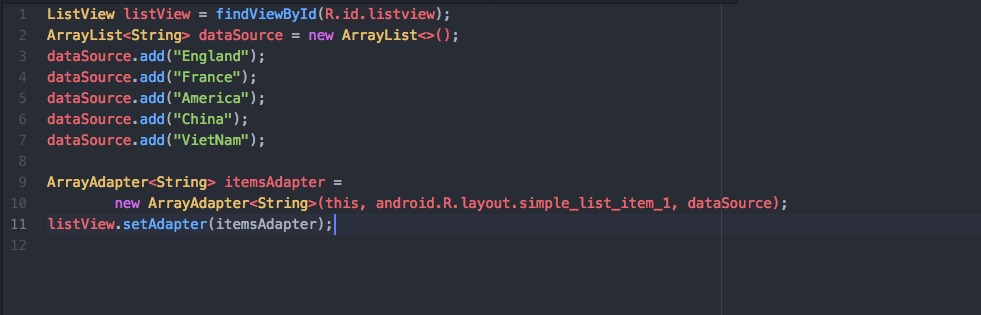 1 ListView listView = findViewById(R.id.listview);
2 ArrayList<String> dataSource = new ArrayList<>();
3 dataSource.add("England");
4 dataSource.add("France");
5 dataSource.add("America");
6 dataSource.add("China");
7 dataSource.add("VietNam");
8
9 ArrayAdapter<String> itemsAdapter =
10 new ArrayAdapter<String>(this, android.R.layout.simple_list_item_1, dataSource);
11 listView.setAdapter(itemsAdapter);
12